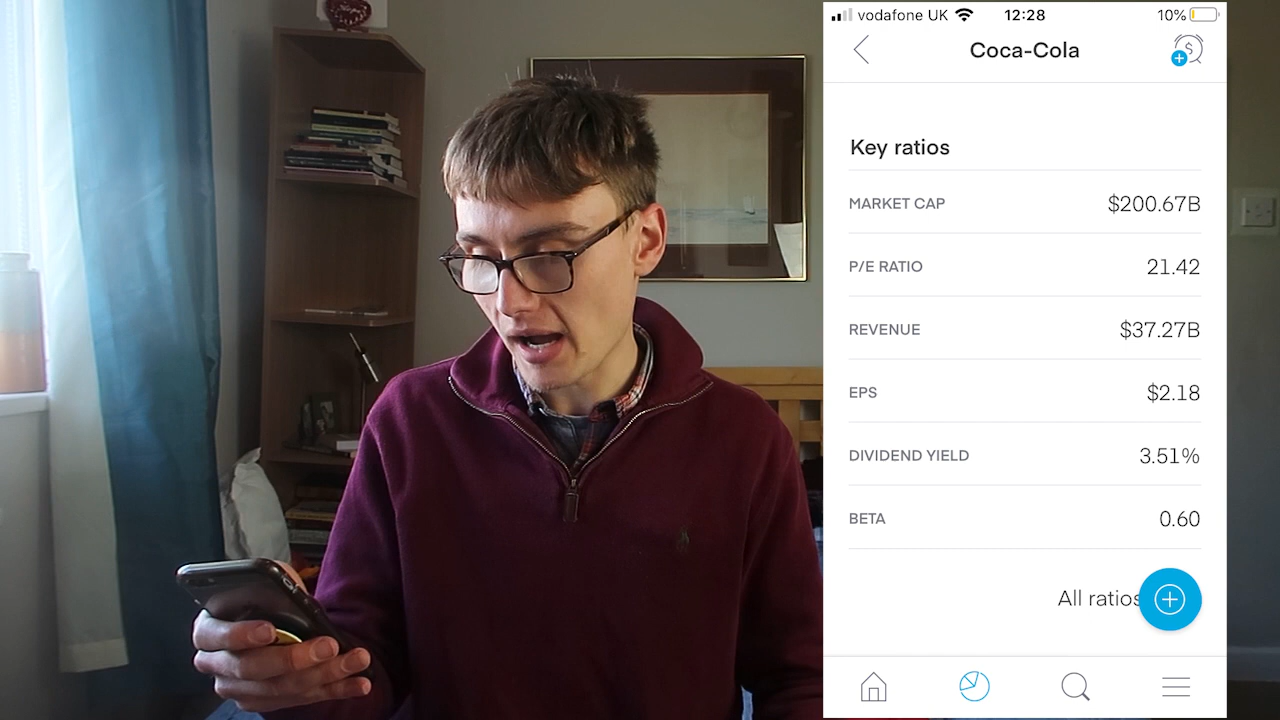 vodafone UK 12:28 10%
Coca-Cola
Key ratios
MARKET CAP $200.67B
P/E RATIO 21.42
REVENUE $37.27B
EPS $2.18
DIVIDEND YIELD 3.51%
BETA 0.60
All ratios